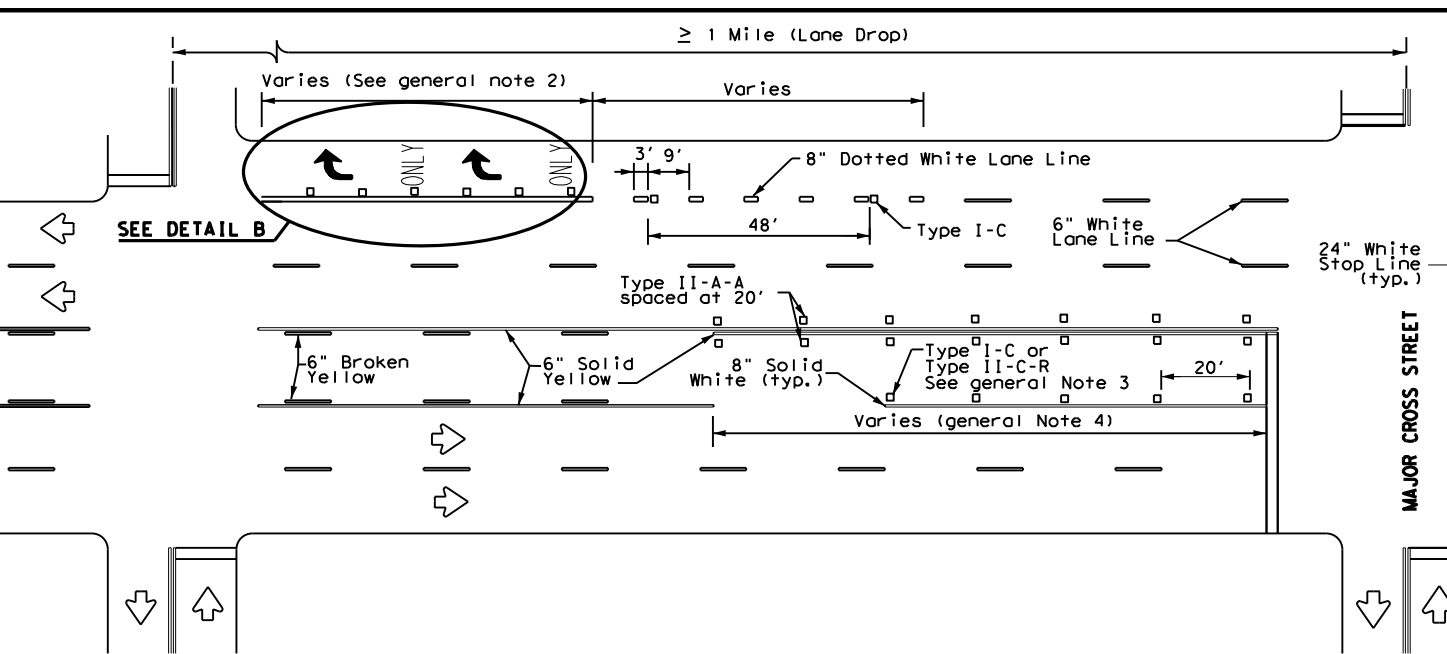 ≥ 1 Mile (Lane Drop)
Varies (See general note 2)
Varies
ONLY
ONLY
3' 9'
8" Dotted White Lane Line
SEE DETAIL B
48'
Type I-C
6" White
Lane Line
24" White
Stop Line
(typ.)
Type II-A-A
spaced at 20'
6" Broken
Yellow
6" Solid
Yellow
8" Solid
White (typ.)
Type I-C or
Type II-C-R
See general Note 3
20'
Varies (general Note 4)
MAJOR CROSS STREET